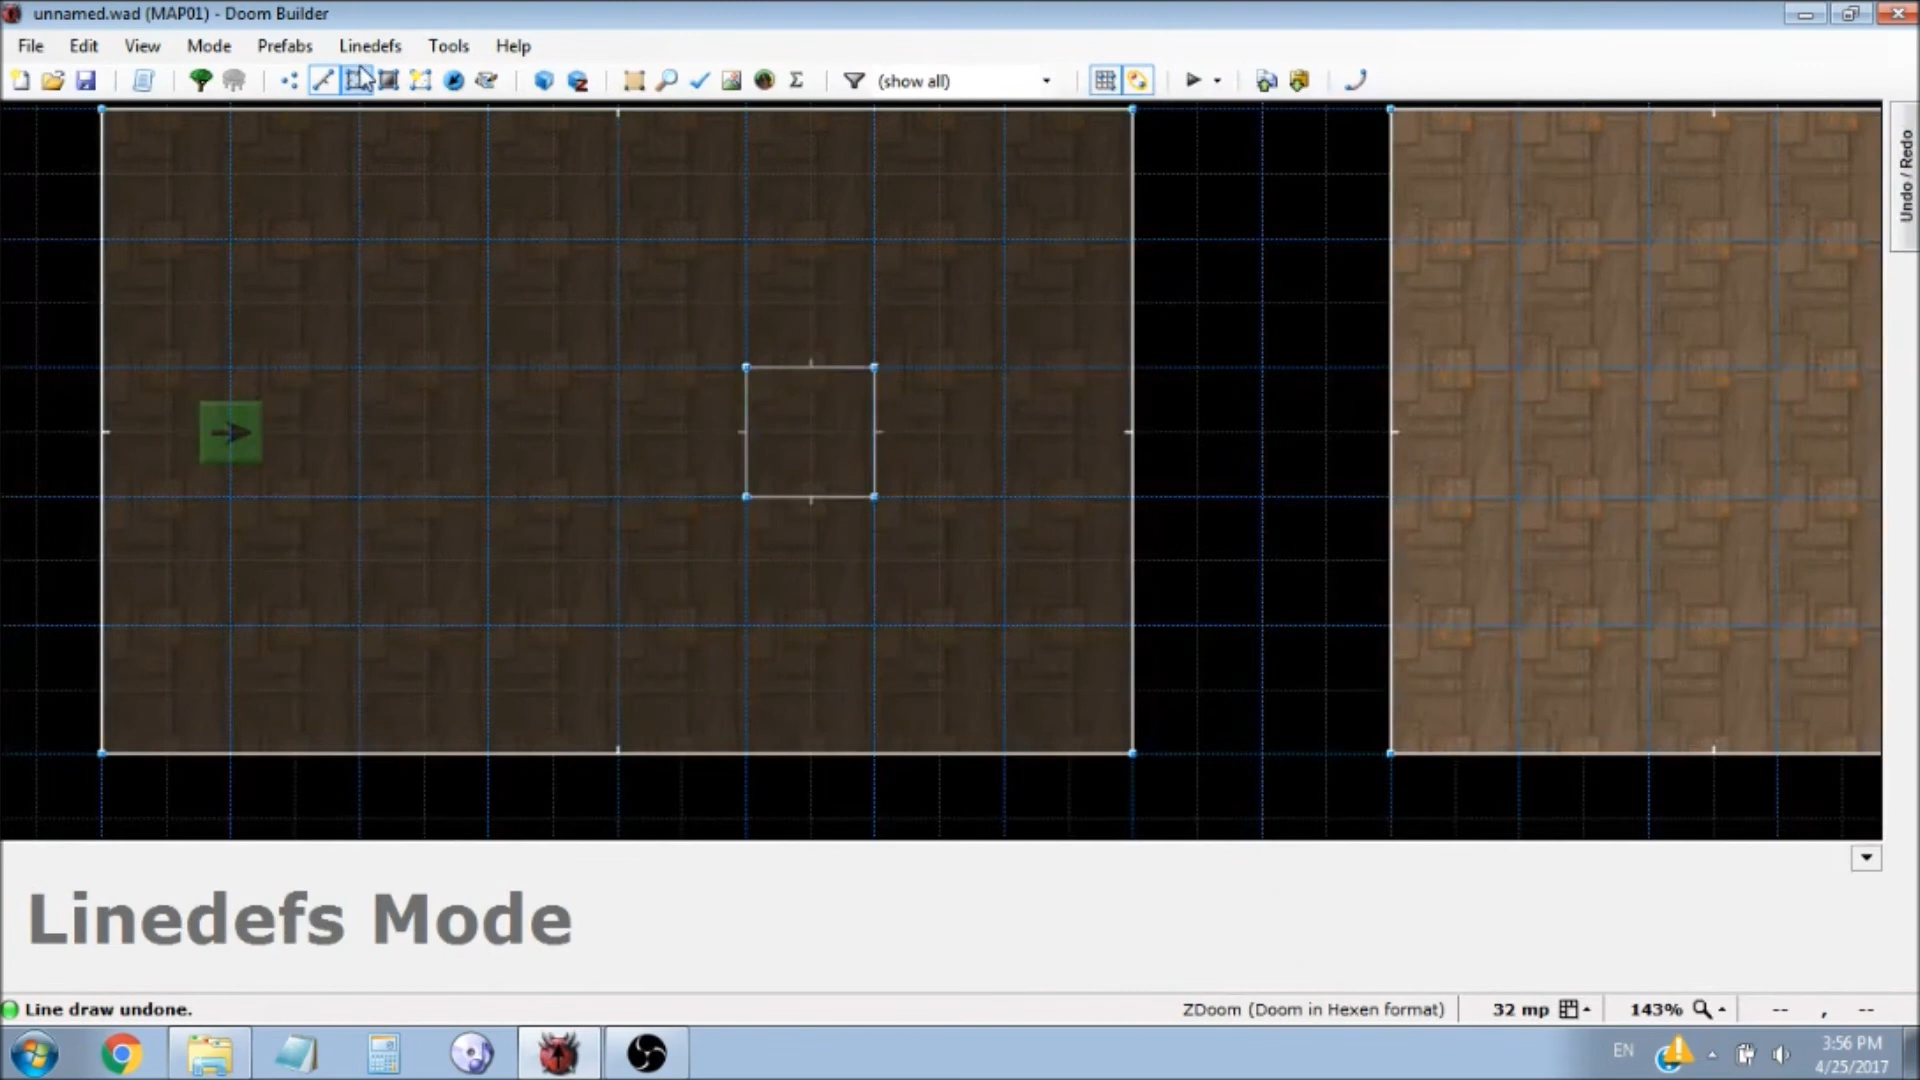 unnamed.wad (MAP01) - Doom Builder
File Edit View Mode Prefabs Linedefs Tools Help
(show all)
Undo / Redo
Linedefs Mode
Line draw undone.
ZDoom (Doom in Hexen format) 32 mp 143% -- , --
EN 3:56 PM
4/25/2017